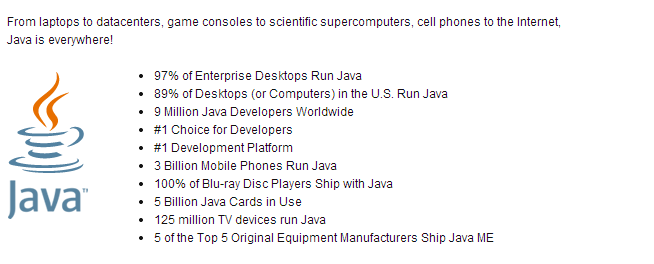 From laptops to datacenters, game consoles to scientific supercomputers, cell phones to the Internet,
Java is everywhere!
97% of Enterprise Desktops Run Java
89% of Desktops (or Computers) in the U.S. Run Java
9 Million Java Developers Worldwide
#1 Choice for Developers
#1 Development Platform
3 Billion Mobile Phones Run Java
100% of Blu-ray Disc Players Ship with Java
5 Billion Java Cards in Use
125 million TV devices run Java
5 of the Top 5 Original Equipment Manufacturers Ship Java ME
Java™